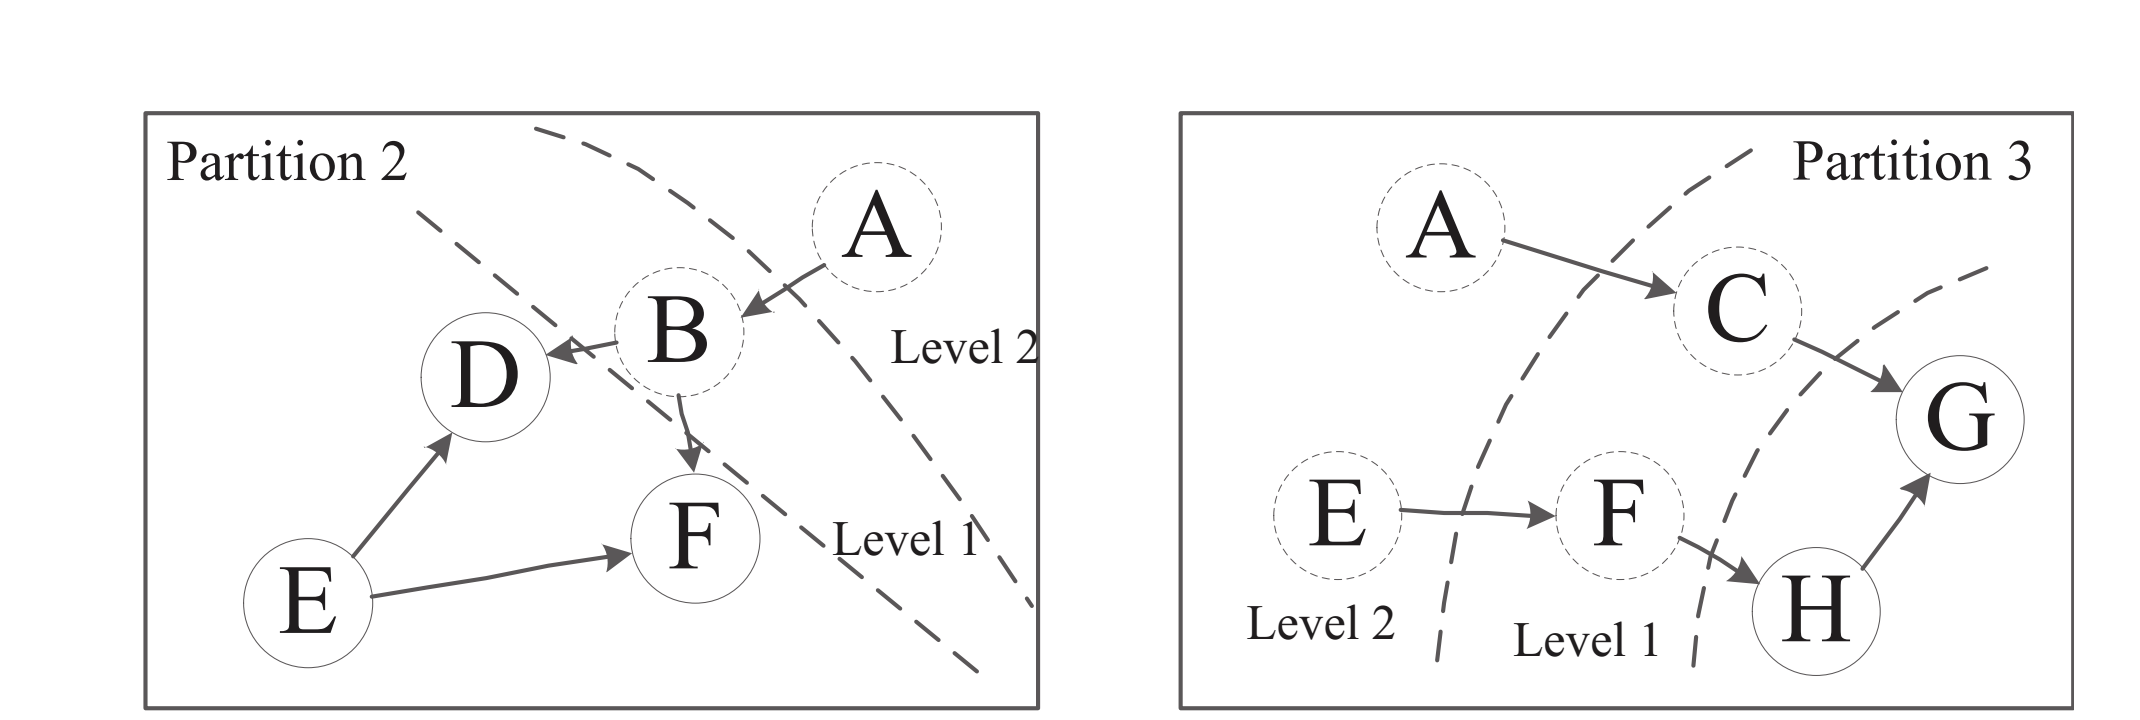 Partition 2
A
B
Level 2
D
F
Level 1
E
Partition 3
A
C
G
E
F
H
Level 2
Level 1